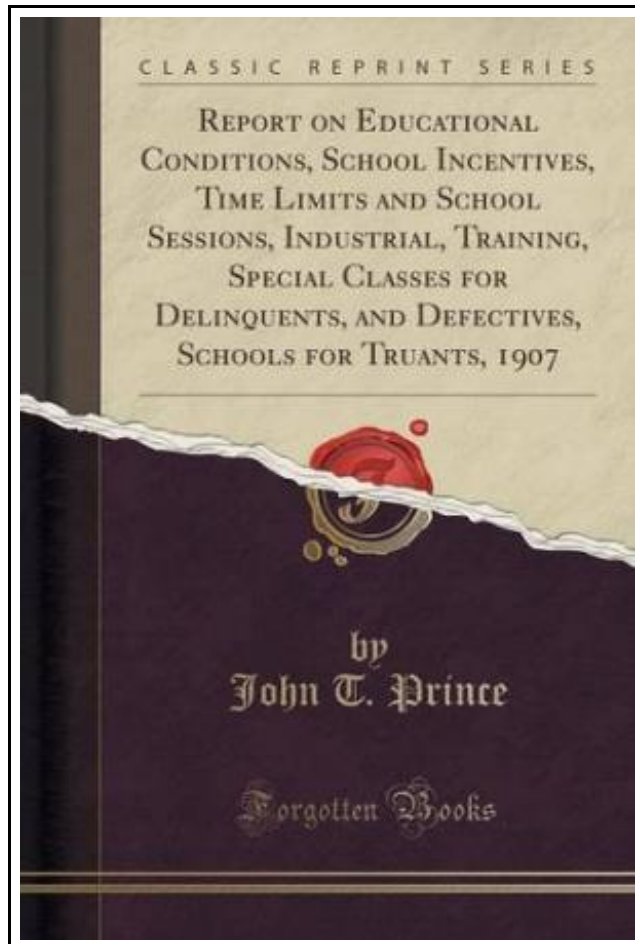 CLASSIC REPRINT SERIES
REPORT ON EDUCATIONAL
CONDITIONS, SCHOOL INCENTIVES,
TIME LIMITS AND SCHOOL
SESSIONS, INDUSTRIAL, TRAINING,
SPECIAL CLASSES FOR
DELINQUENTS, AND DEFECTIVES,
SCHOOLS FOR TRUANTS, 1907
by
John T. Prince
Forgotten Books